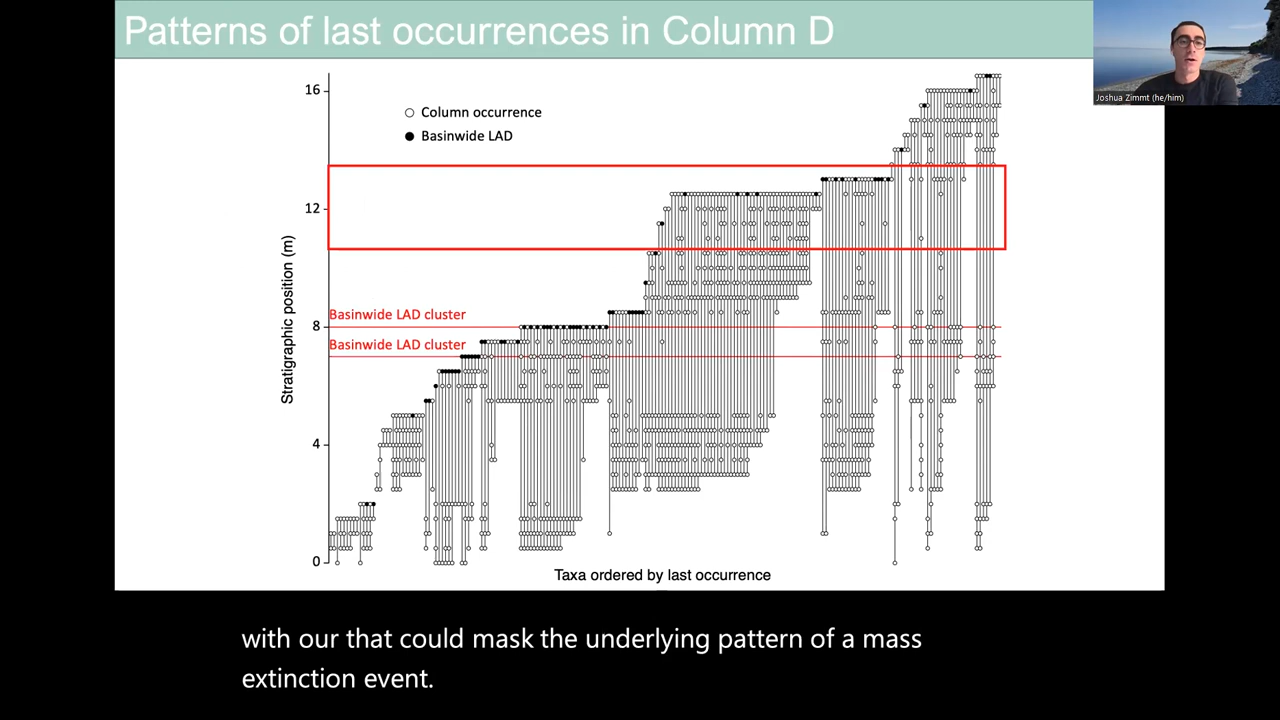 Patterns of last occurrences in Column D
Joshua Zimmt (he/him)
16
Column occurrence
Basinwide LAD
12
Stratigraphic position (m)
Basinwide LAD cluster
8
Basinwide LAD cluster
4
0
Taxa ordered by last occurrence
with our that could mask the underlying pattern of a mass
extinction event.